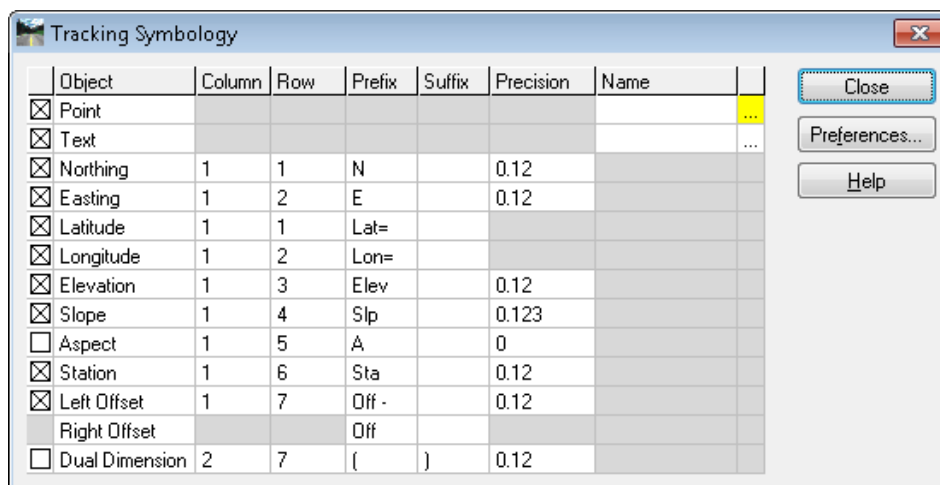 Tracking Symbology
Object Column Row Prefix Suffix Precision Name
Close
Point ...
Text ...
Preferences...
Northing 1 1 N 0.12
Help
Easting 1 2 E 0.12
Latitude 1 1 Lat=
Longitude 1 2 Lon=
Elevation 1 3 Elev 0.12
Slope 1 4 Slp 0.123
Aspect 1 5 A 0
Station 1 6 Sta 0.12
Left Offset 1 7 Off - 0.12
Right Offset Off
Dual Dimension 2 7 ( ) 0.12